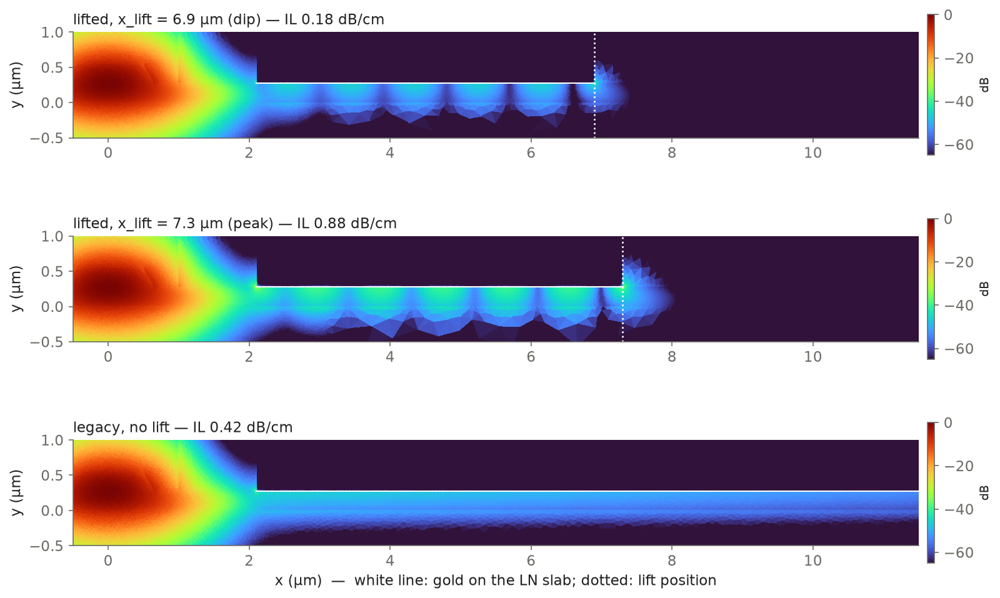 lifted, x_lift = 6.9 µm (dip) — IL 0.18 dB/cm
1.0
0.5
0.0
−0.5
y (µm)
0 2 4 6 8 10
0
−20
−40
−60
dB
lifted, x_lift = 7.3 µm (peak) — IL 0.88 dB/cm
1.0
0.5
0.0
−0.5
y (µm)
0 2 4 6 8 10
0
−20
−40
−60
dB
legacy, no lift — IL 0.42 dB/cm
1.0
0.5
0.0
−0.5
y (µm)
0 2 4 6 8 10
0
−20
−40
−60
dB
x (µm) — white line: gold on the LN slab; dotted: lift position